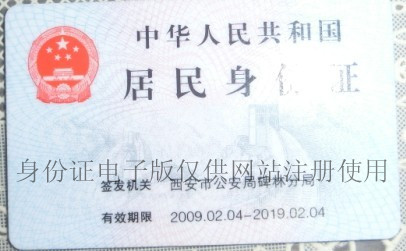 中华人民共和国
居民身份证
身份证电子版仅供网站注册使用
签发机关 西安市公安局碑林分局
有效期限 2009.02.04-2019.02.04